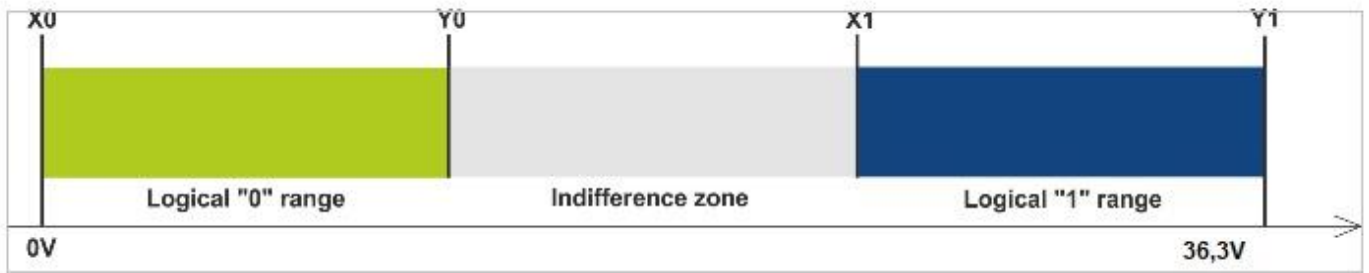 X0 Y0 X1 Y1
Logical "0" range Indifference zone Logical "1" range
0V 36,3V